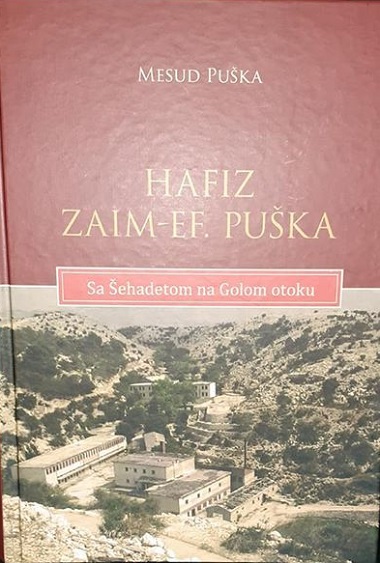 MESUD PUŠKA
HAFIZ
ZAIM-EF. PUŠKA
Sa Šehadetom na Golom otoku